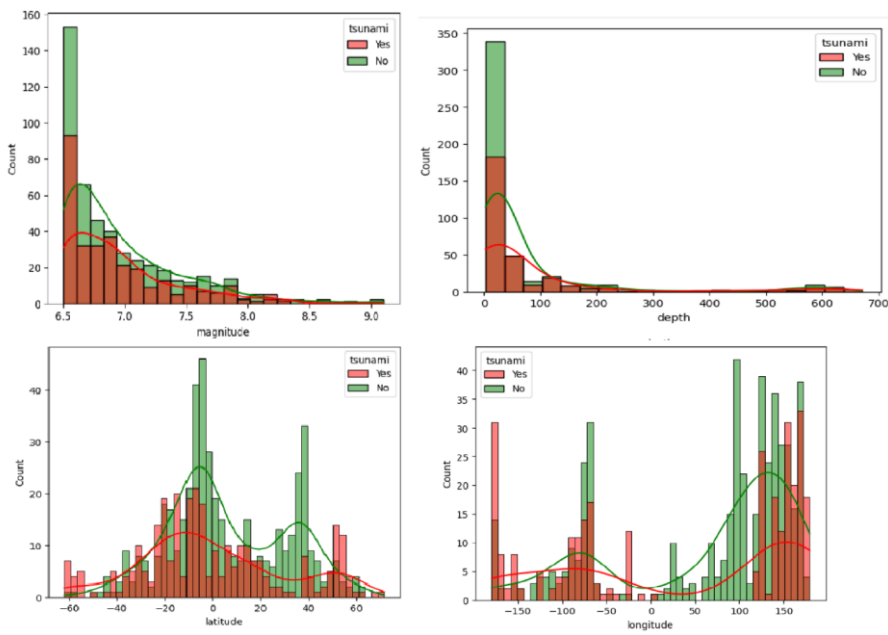 160
140
120
100
80
60
40
20
0
Count
tsunami
Yes
No
6.5 7.0 7.5 8.0 8.5 9.0
magnitude
350
300
250
200
150
100
50
0
Count
tsunami
Yes
No
0 100 200 300 400 500 600 700
depth
40
30
20
10
0
Count
tsunami
Yes
No
−60 −40 −20 0 20 40 60
latitude
40
35
30
25
20
15
10
5
0
Count
tsunami
Yes
No
−150 −100 −50 0 50 100 150
longitude